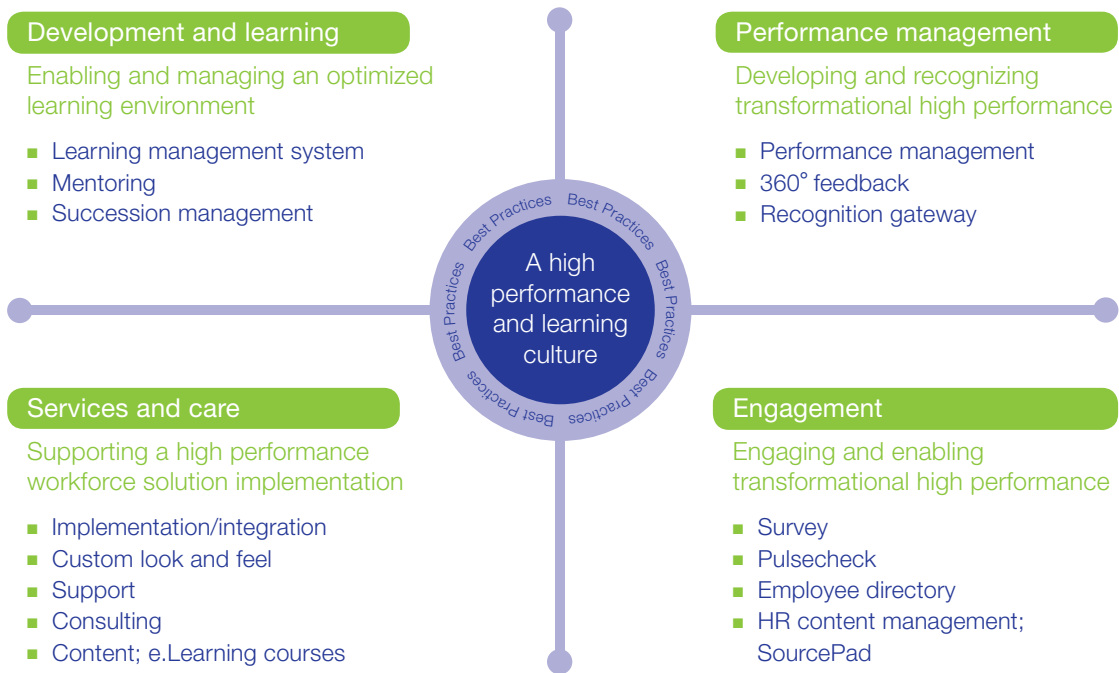 Development and learning
Enabling and managing an optimized
learning environment
■ Learning management system
■ Mentoring
■ Succession management
Performance management
Developing and recognizing
transformational high performance
■ Performance management
■ 360° feedback
■ Recognition gateway
Best Practices
Best Practices
Best Practices
Best Practices
Best Practices
Best Practices
A high
performance
and learning
culture
Services and care
Supporting a high performance
workforce solution implementation
■ Implementation/integration
■ Custom look and feel
■ Support
■ Consulting
■ Content; e.Learning courses
Engagement
Engaging and enabling
transformational high performance
■ Survey
■ Pulsecheck
■ Employee directory
■ HR content management;
SourcePad